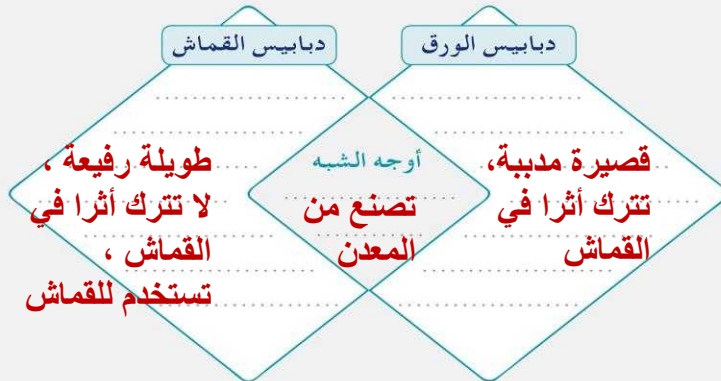 دبابيس الورق
دبابيس القماش
قصيرة مدببة،
تترك أثرا في
القماش
أوجه الشبه
تصنع من
المعدن
طويلة رفيعة ،
لا تترك أثرا في
القماش ،
تستخدم للقماش